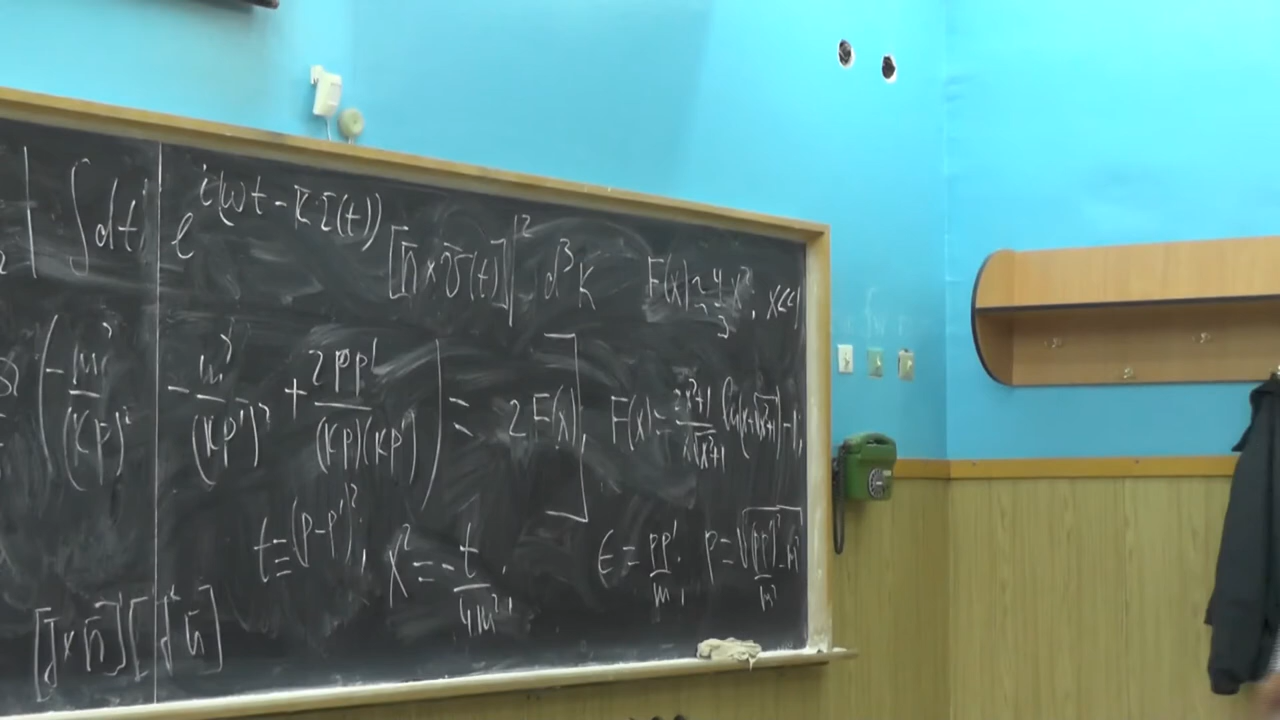 | ∫dt' e^{i(ωt - k̄r̄(t))} [n̄ × v̄(t)] |² d³k F(x) ≃ 4/3 x², x<<1
(- m²/(kp)² - m²/(kp')² + 2pp'/(kp)(kp')) = 2F(x)], F(x) = 2x²+1/x√x²+1 ln(x+√x²+1) - 1,
t ≡ (p-p')², x² = - t/4m², ε = pp'/m, p = √(pp')²-m⁴/m²
[j̄ × n̄][j̄* n̄]